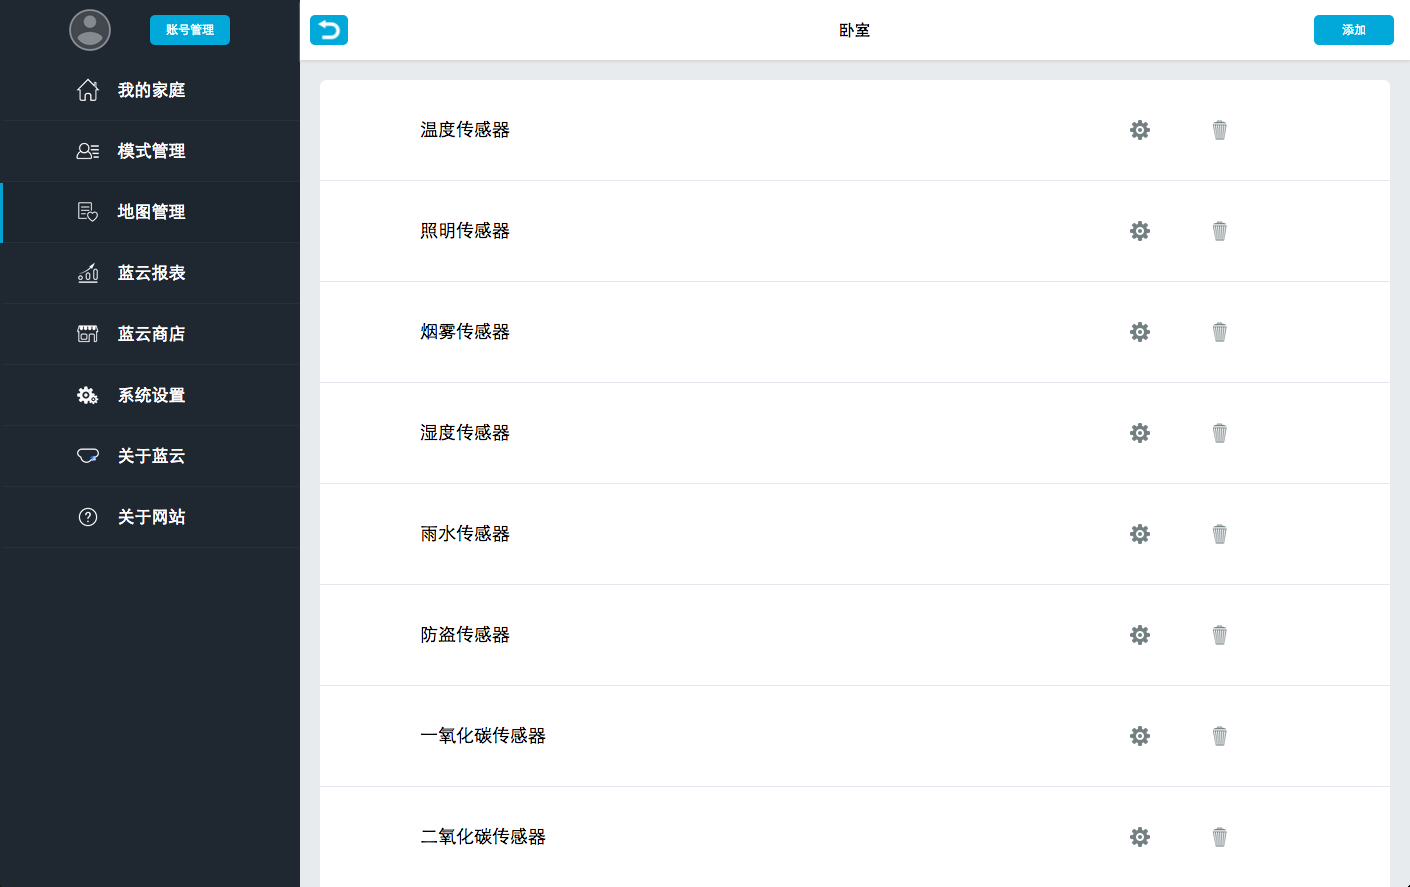 账号管理
我的家庭
模式管理
地图管理
蓝云报表
蓝云商店
系统设置
关于蓝云
关于网站
卧室
添加
温度传感器
照明传感器
烟雾传感器
湿度传感器
雨水传感器
防盗传感器
一氧化碳传感器
二氧化碳传感器